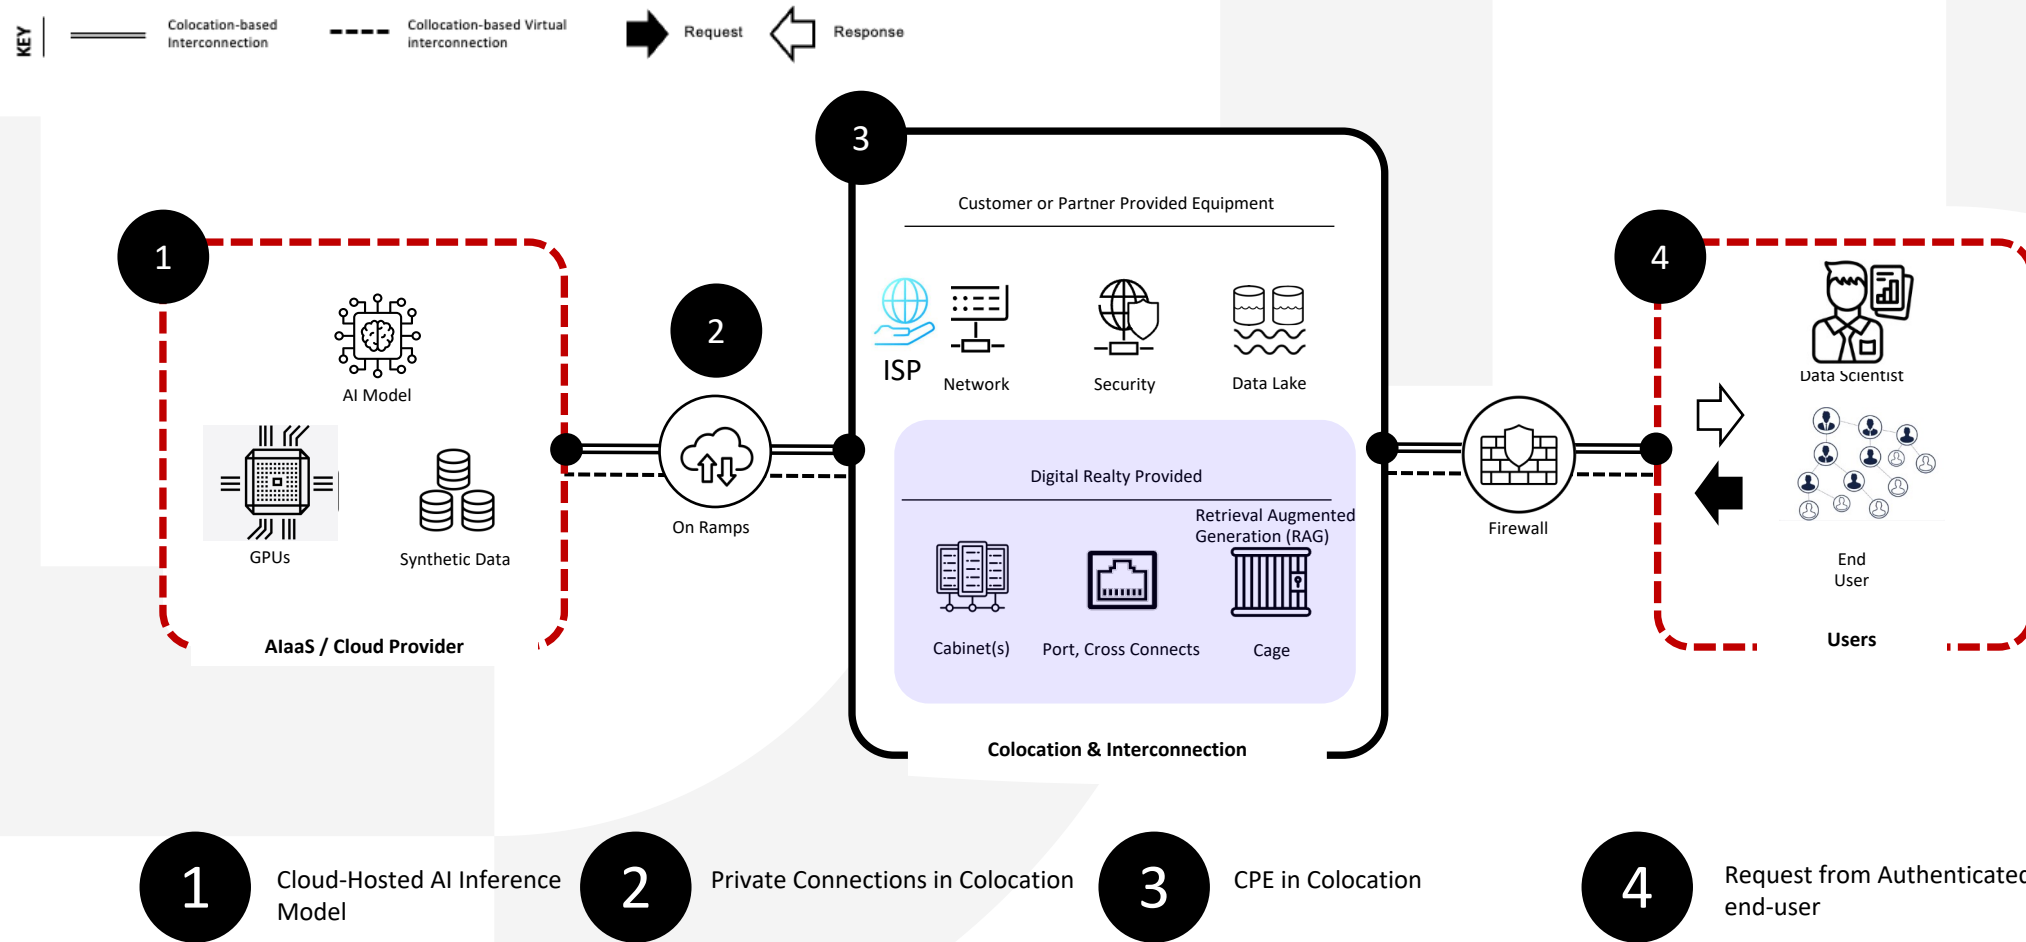 KEY
Colocation-based
Interconnection
Collocation-based Virtual
interconnection
Request
Response
3
Customer or Partner Provided Equipment
1
4
2
ISP
Network
Security
Data Lake
AI Model
Data Scientist
Digital Realty Provided
Retrieval Augmented
Generation (RAG)
On Ramps
Firewall
GPUs
Synthetic Data
End
User
Cabinet(s)
Port, Cross Connects
Cage
AIaaS / Cloud Provider
Users
Colocation & Interconnection
1
Cloud-Hosted AI Inference
Model
2
Private Connections in Colocation
3
CPE in Colocation
4
Request from Authenticated
end-user